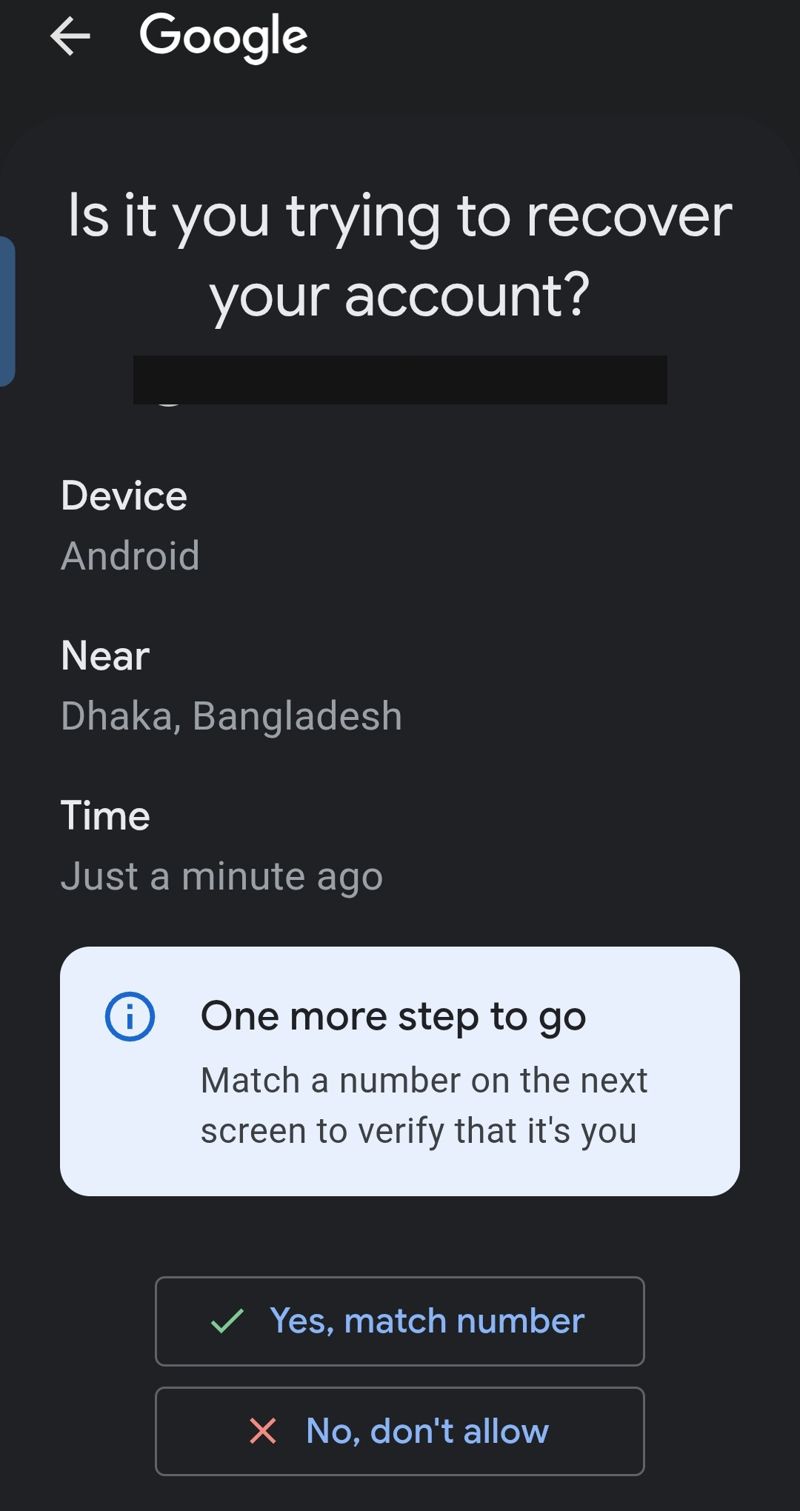 Google
Is it you trying to recover
your account?
Device
Android
Near
Dhaka, Bangladesh
Time
Just a minute ago
One more step to go
Match a number on the next
screen to verify that it's you
Yes, match number
No, don't allow